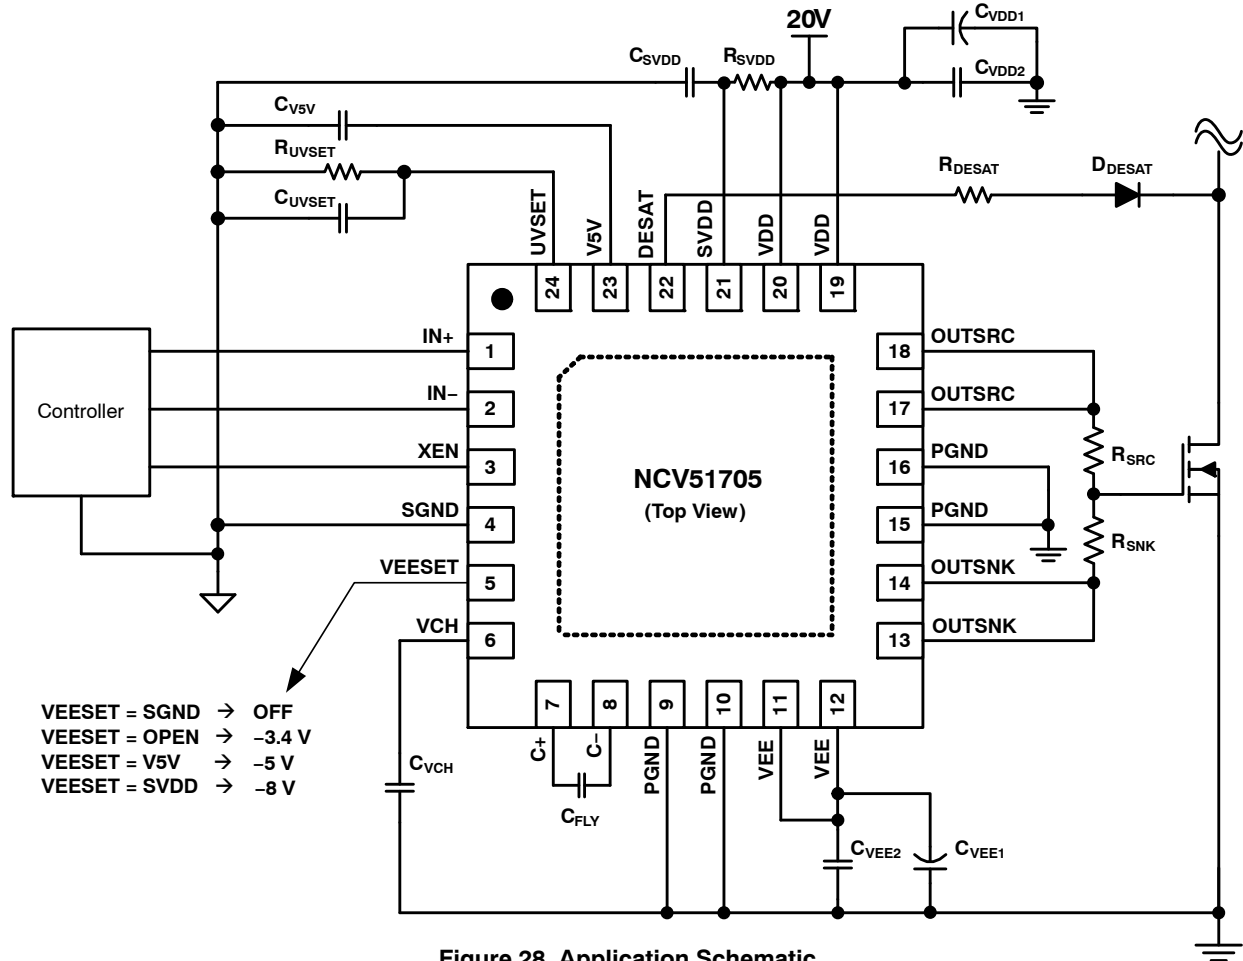 20V
CVDD1
CSVDD
RSVDD
CVDD2
CV5V
RUVSET
CUVSET
RDESAT
DDESAT
UVSET
V5V
DESAT
SVDD
VDD
VDD
24
23
22
21
20
19
Controller
IN+
1
IN−
2
XEN
3
SGND
4
VEESET
5
VCH
6
NCV51705
(Top View)
18
OUTSRC
17
OUTSRC
16
PGND
15
PGND
14
OUTSNK
13
OUTSNK
RSRC
RSNK
7
8
9
10
11
12
C+
C−
PGND
PGND
VEE
VEE
VEESET = SGND → OFF
VEESET = OPEN → −3.4 V
VEESET = V5V → −5 V
VEESET = SVDD → −8 V
CVCH
CFLY
CVEE2
CVEE1
Figure 28. Application Schematic